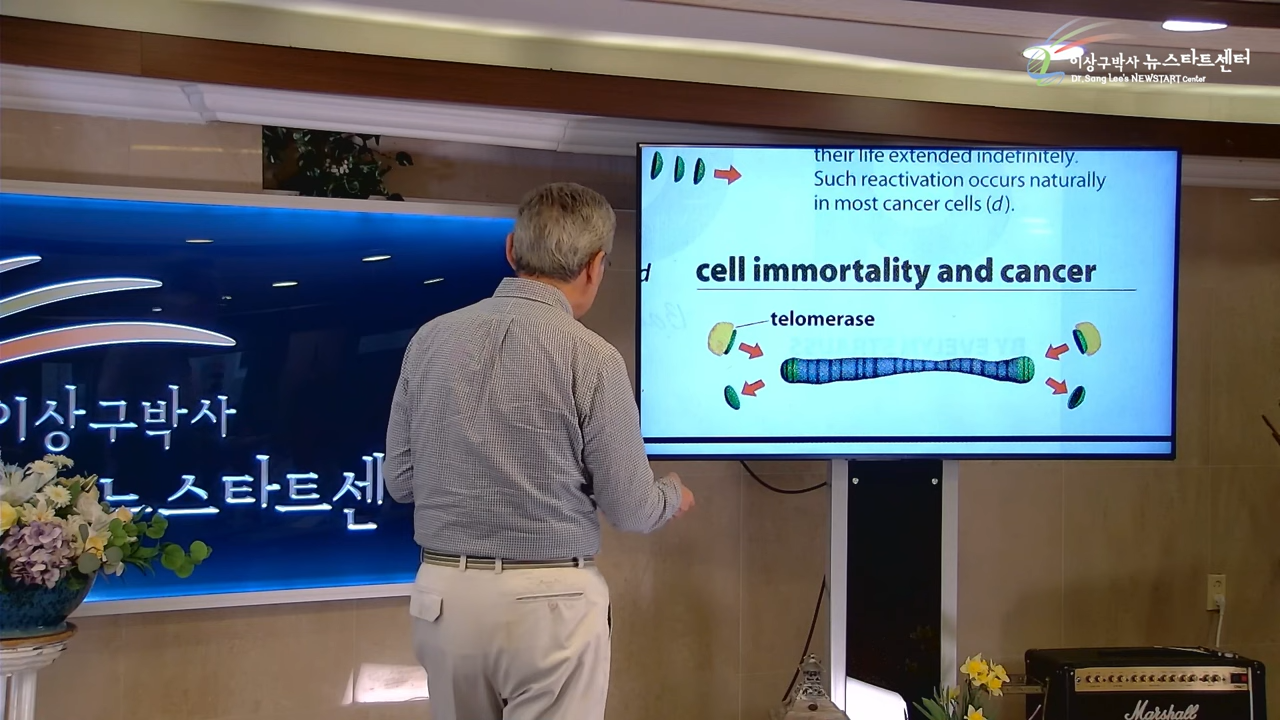 이상구박사 뉴스타트센터
Dr. Sang Lee's NEWSTART Center
their life extended indefinitely.
Such reactivation occurs naturally
in most cancer cells (d).
d
cell immortality and cancer
telomerase
이상구박사
뉴스타트센
Marshall